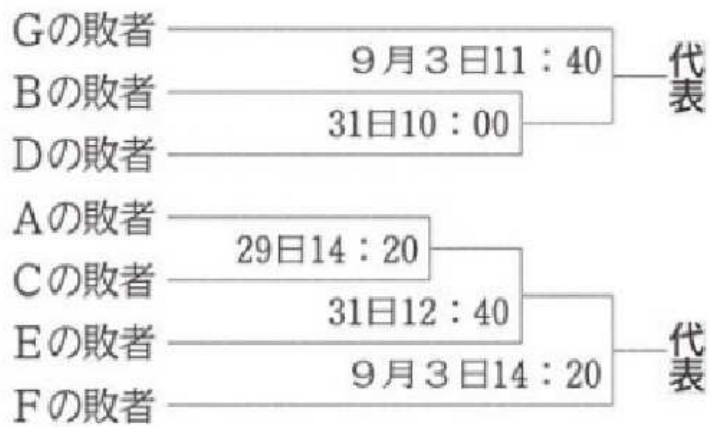 Gの敗者
9月3日11：40
代表
Bの敗者
31日10：00
Dの敗者
Aの敗者
29日14：20
Cの敗者
31日12：40
Eの敗者
代表
9月3日14：20
Fの敗者